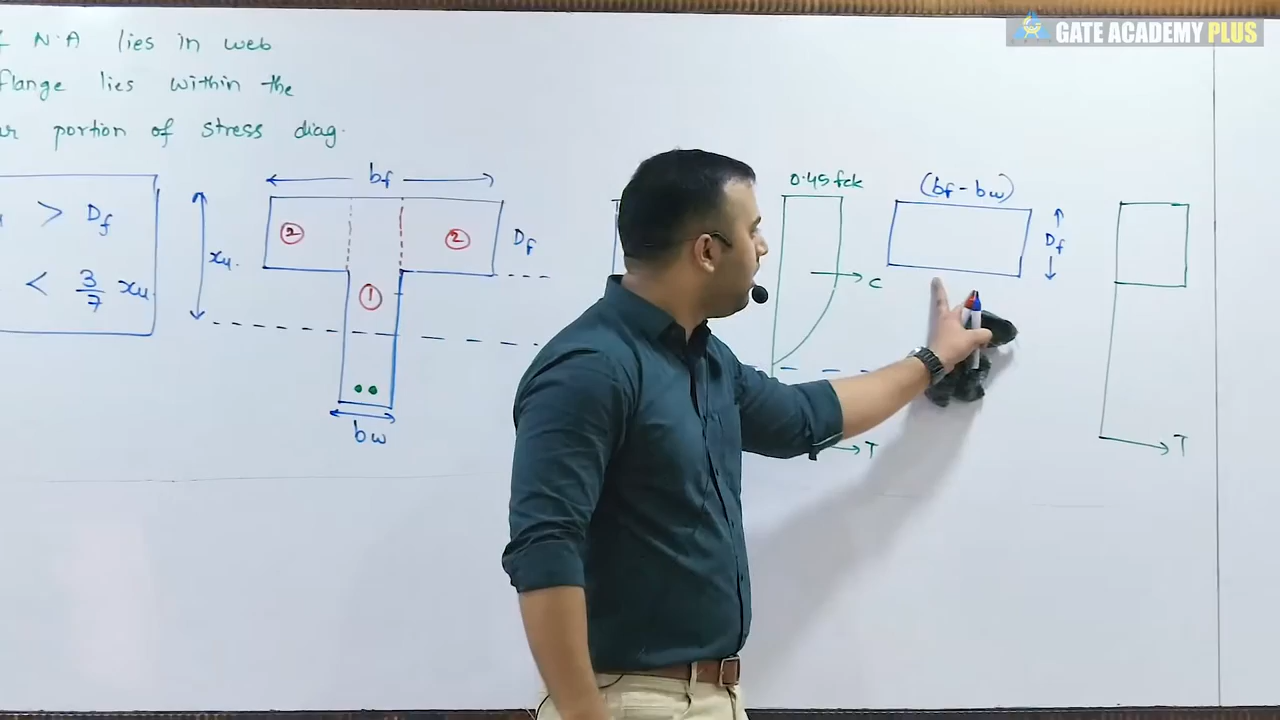 N.A lies in web
flange lies within the
portion of stress diag.
> Df
< 3/7 xu
xu
bf
2
2
Df
1
bw
0.45 fck
C
T
(bf - bw)
Df
T
GATE ACADEMY PLUS